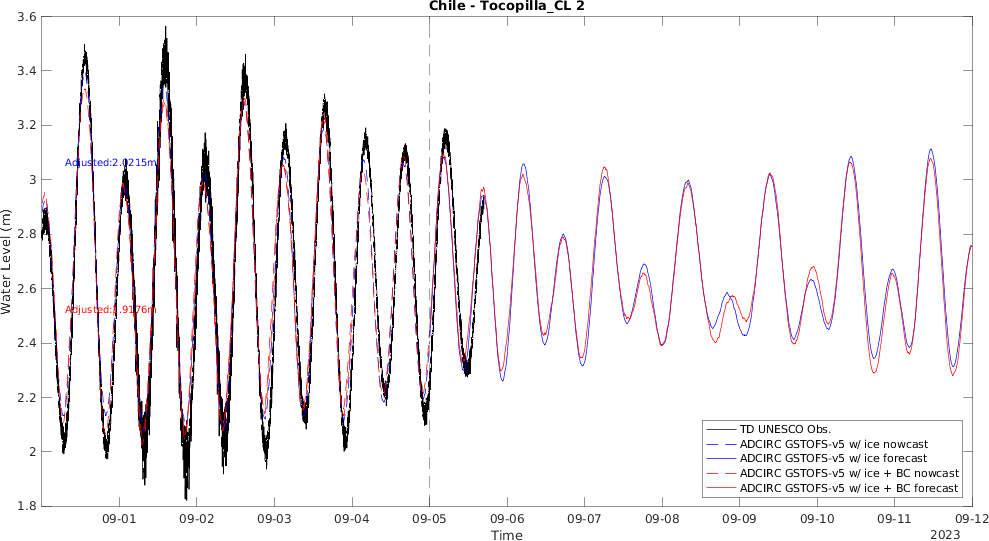 Chile - Tocopilla_CL 2
3.6
3.4
3.2
3
2.8
2.6
2.4
2.2
2
1.8
Water Level (m)
Adjusted:2.0215m
TD UNESCO Obs.
ADCIRC GSTOFS-v5 w/ ice nowcast
ADCIRC GSTOFS-v5 w/ ice forecast
ADCIRC GSTOFS-v5 w/ ice + BC nowcast
ADCIRC GSTOFS-v5 w/ ice + BC forecast
09-01 09-02 09-03 09-04 09-05 09-06 09-07 09-08 09-09 09-10 09-11 09-12
Time
2023